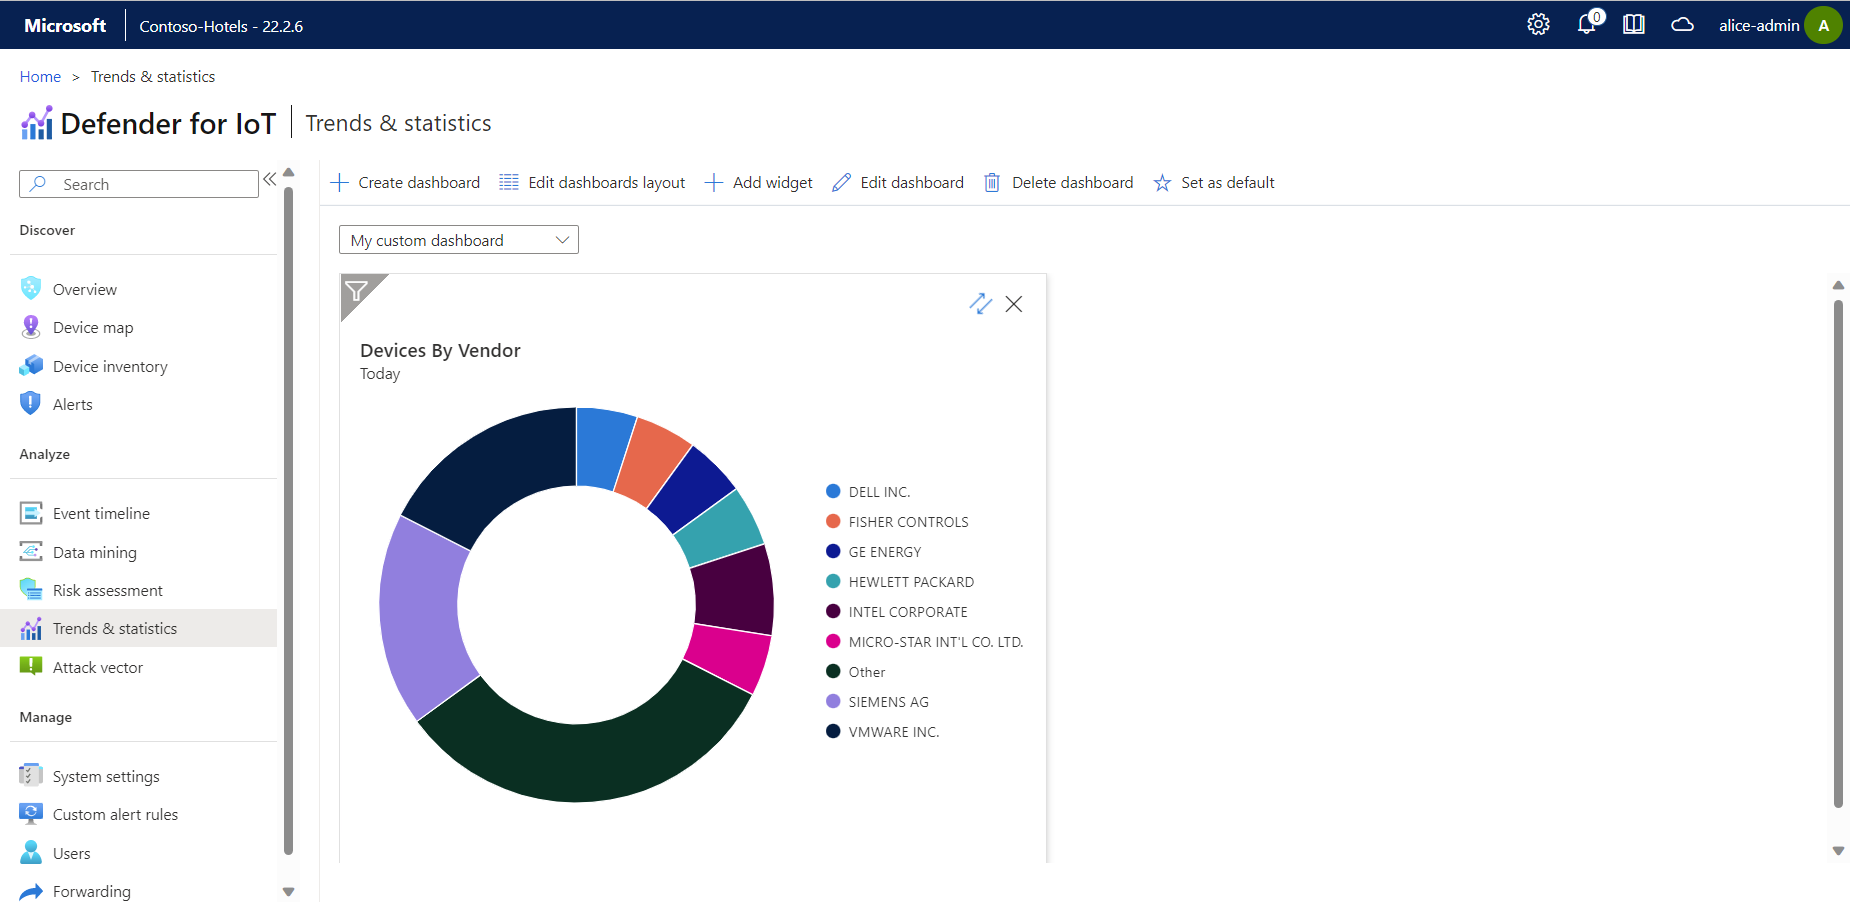 Microsoft
Contoso-Hotels - 22.2.6
0
alice-admin
A
Home > Trends & statistics
Defender for IoT
Trends & statistics
Search
Discover
Overview
Device map
Device inventory
Alerts
Analyze
Event timeline
Data mining
Risk assessment
Trends & statistics
Attack vector
Manage
System settings
Custom alert rules
Users
Forwarding
Create dashboard
Edit dashboards layout
Add widget
Edit dashboard
Delete dashboard
Set as default
My custom dashboard
Devices By Vendor
Today
DELL INC.
FISHER CONTROLS
GE ENERGY
HEWLETT PACKARD
INTEL CORPORATE
MICRO-STAR INT'L CO. LTD.
Other
SIEMENS AG
VMWARE INC.